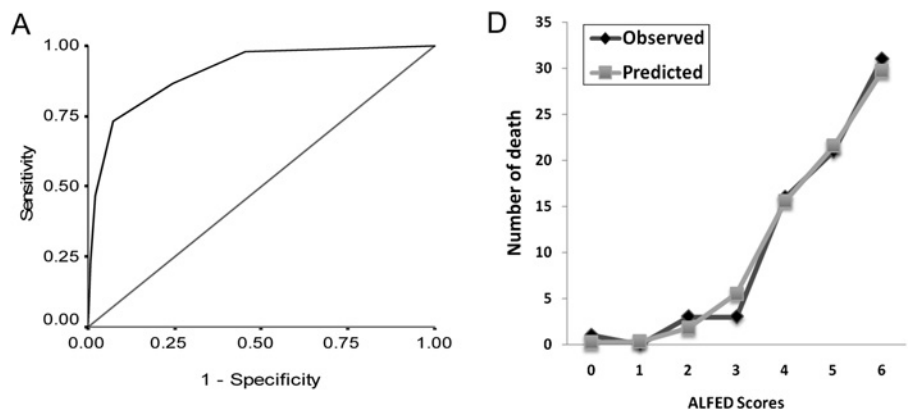 A
Sensitivity
1.00
0.75
0.50
0.25
0.00
0.00 0.25 0.50 0.75 1.00
1 - Specificity
D
Observed
Predicted
Number of death
35
30
25
20
15
10
5
0
0 1 2 3 4 5 6
ALFED Scores